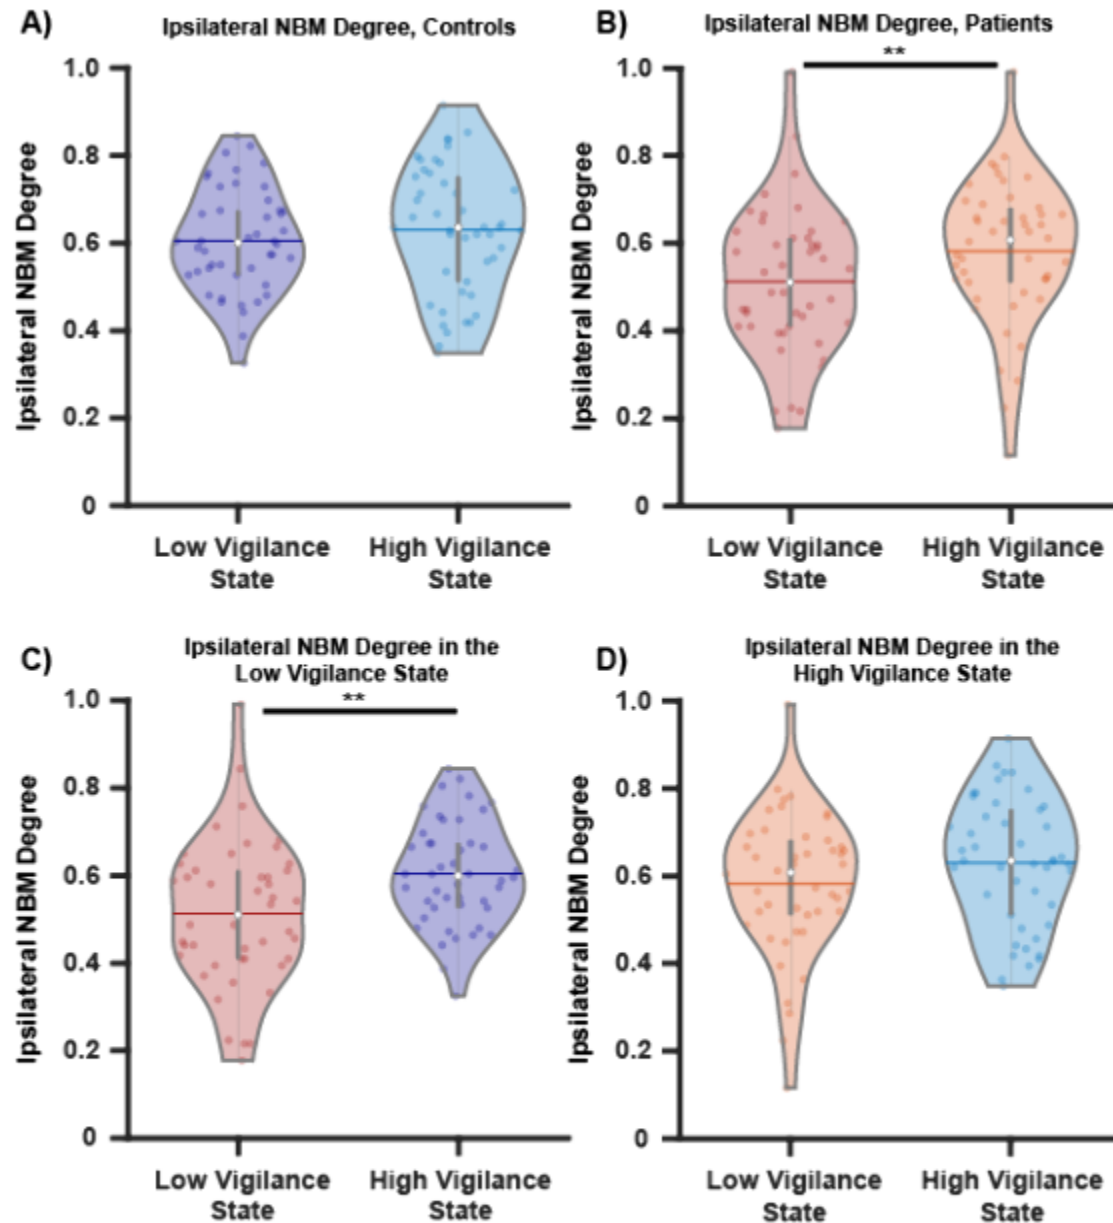 A)
Ipsilateral NBM Degree, Controls
Ipsilateral NBM Degree
1.0
0.8
0.6
0.4
0.2
0
Low Vigilance
State
High Vigilance
State
B)
Ipsilateral NBM Degree, Patients
**
Ipsilateral NBM Degree
1.0
0.8
0.6
0.4
0.2
0
Low Vigilance
State
High Vigilance
State
C)
Ipsilateral NBM Degree in the
Low Vigilance State
**
Ipsilateral NBM Degree
1.0
0.8
0.6
0.4
0.2
0
Low Vigilance
State
High Vigilance
State
D)
Ipsilateral NBM Degree in the
High Vigilance State
Ipsilateral NBM Degree
1.0
0.8
0.6
0.4
0.2
0
Low Vigilance
State
High Vigilance
State